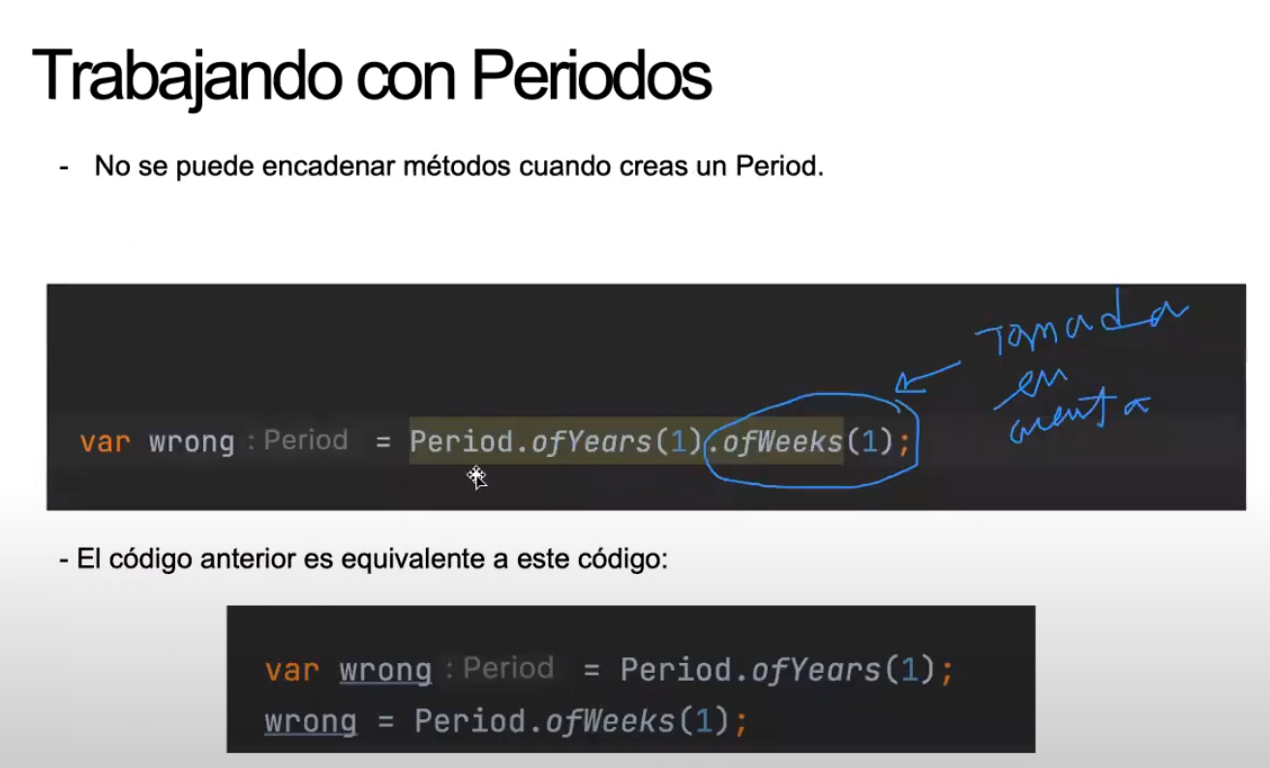 Trabajando con Periodos
- No se puede encadenar métodos cuando creas un Period.
Tomada
en
cuenta
var wrong : Period = Period.ofYears(1).ofWeeks(1);
- El código anterior es equivalente a este código:
var wrong : Period = Period.ofYears(1);
wrong = Period.ofWeeks(1);